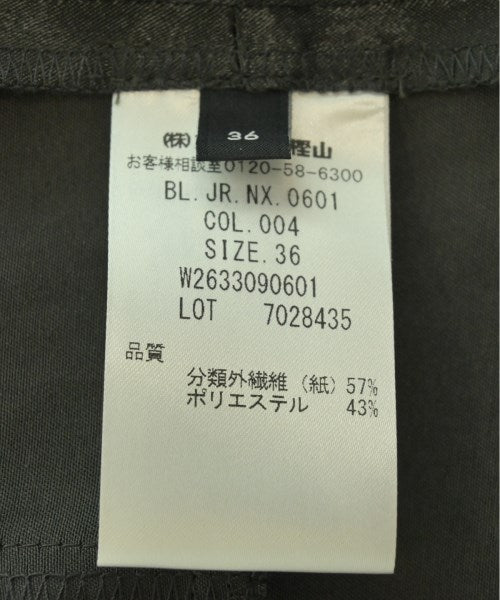 36
(株) 樫山
お客様相談室0120-58-6300
BL.JR.NX.0601
COL.004
SIZE.36
W2633090601
LOT 7028435
品質
分類外繊維（紙）57%
ポリエステル 43%